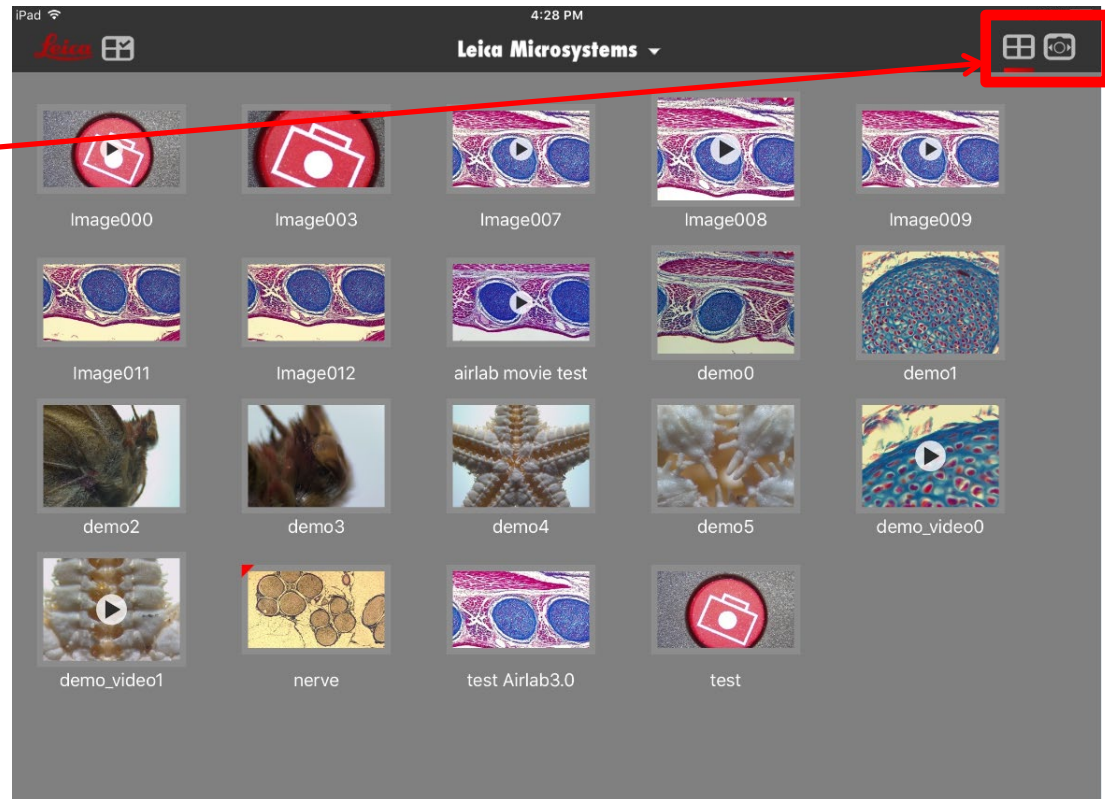 iPad 4:28 PM
Leica Leica Microsystems
Image000 Image003 Image007 Image008 Image009
Image011 Image012 airlab movie test demo0 demo1
demo2 demo3 demo4 demo5 demo_video0
demo_video1 nerve test Airlab3.0 test